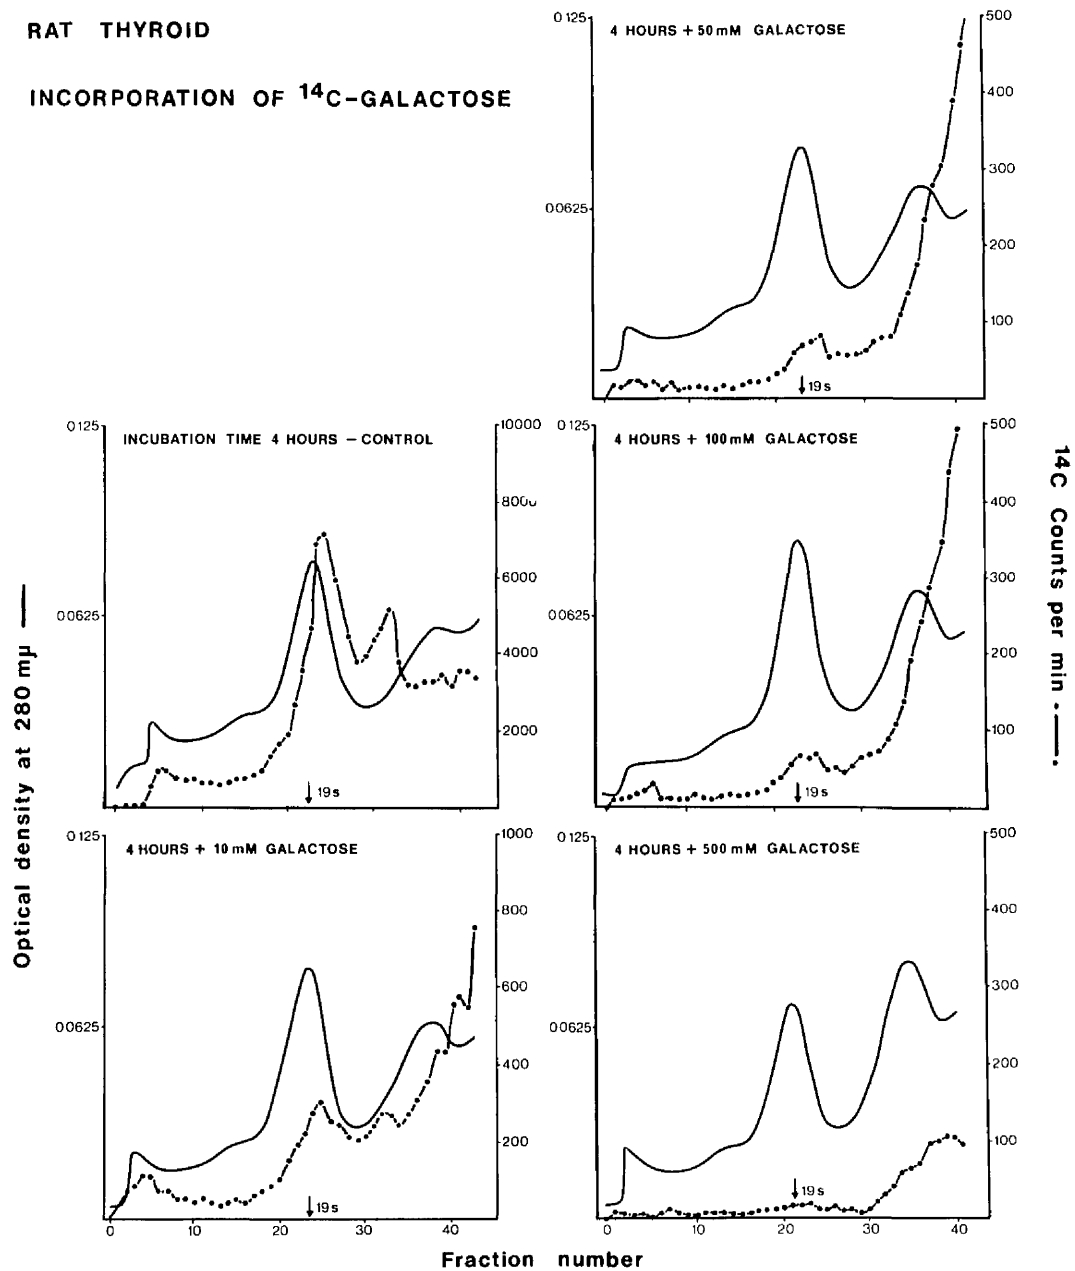 RAT THYROID
INCORPORATION OF 14C-GALACTOSE
0.125
4 HOURS + 50 mM GALACTOSE
500
400
300
0.0625
200
100
19 s
0.125
INCUBATION TIME 4 HOURS - CONTROL
10000
8000
6000
0.0625
4000
2000
19 s
0.125
4 HOURS + 100 mM GALACTOSE
500
400
300
0.0625
200
100
19 s
0.125
4 HOURS + 10 mM GALACTOSE
1000
800
600
0.0625
400
200
19 s
0 10 20 30 40
0.125
4 HOURS + 500 mM GALACTOSE
500
400
300
0.0625
200
100
19 s
0 10 20 30 40
Optical density at 280 mμ
14C Counts per min
Fraction number